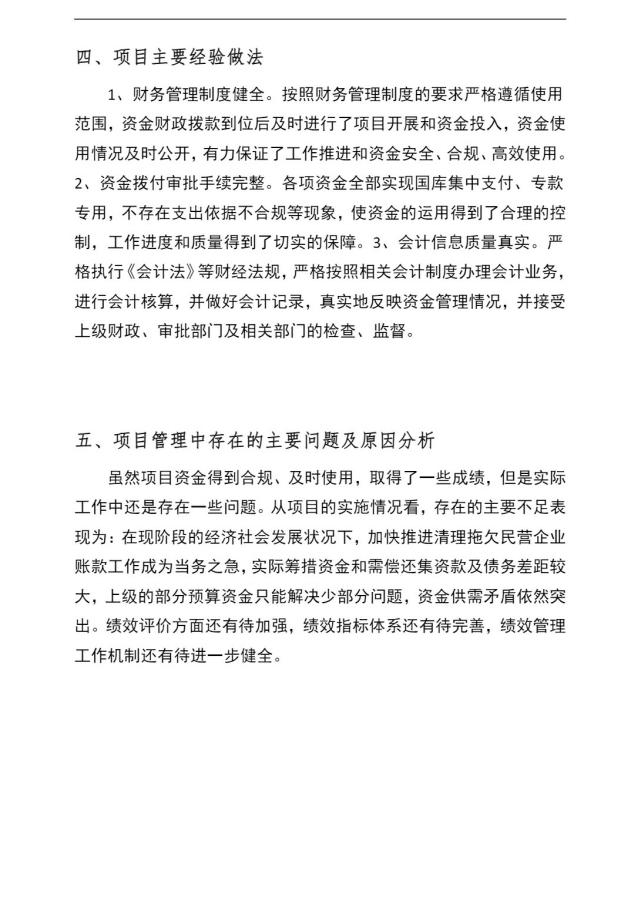 四、项目主要经验做法
1、财务管理制度健全。按照财务管理制度的要求严格遵循使用
范围，资金财政拨款到位后及时进行了项目开展和资金投入，资金使
用情况及时公开，有力保证了工作推进和资金安全、合规、高效使用。
2、资金拨付审批手续完整。各项资金全部实现国库集中支付、专款
专用，不存在支出依据不合规等现象，使资金的运用得到了合理的控
制，工作进度和质量得到了切实的保障。3、会计信息质量真实。严
格执行《会计法》等财经法规，严格按照相关会计制度办理会计业务，
进行会计核算，并做好会计记录，真实地反映资金管理情况，并接受
上级财政、审批部门及相关部门的检查、监督。
五、项目管理中存在的主要问题及原因分析
虽然项目资金得到合规、及时使用，取得了一些成绩，但是实际
工作中还是存在一些问题。从项目的实施情况看，存在的主要不足表
现为：在现阶段的经济社会发展状况下，加快推进清理拖欠民营企业
账款工作成为当务之急，实际筹措资金和需偿还集资款及债务差距较
大，上级的部分预算资金只能解决少部分问题，资金供需矛盾依然突
出。绩效评价方面还有待加强，绩效指标体系还有待完善，绩效管理
工作机制还有待进一步健全。